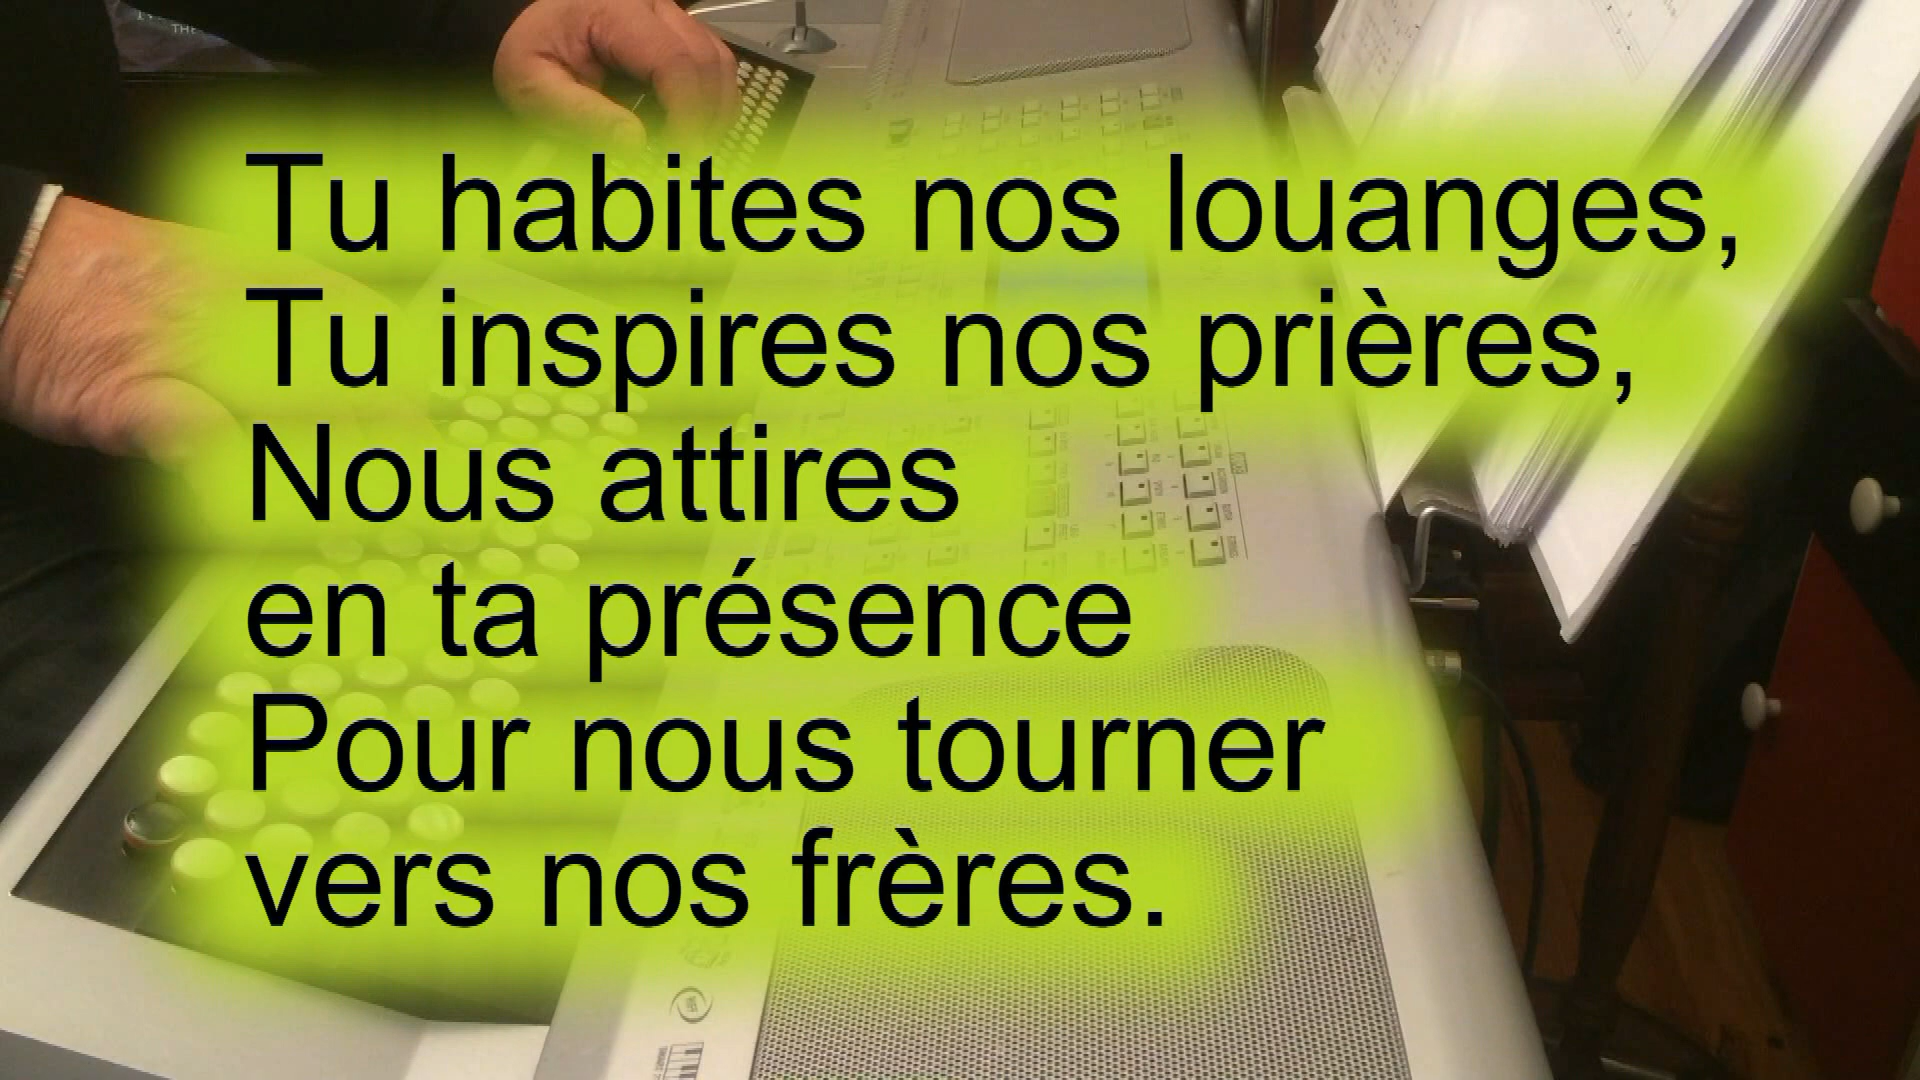 THE
Tu habites nos louanges,
Tu inspires nos prières,
Nous attires
en ta présence
Pour nous tourner
vers nos frères.